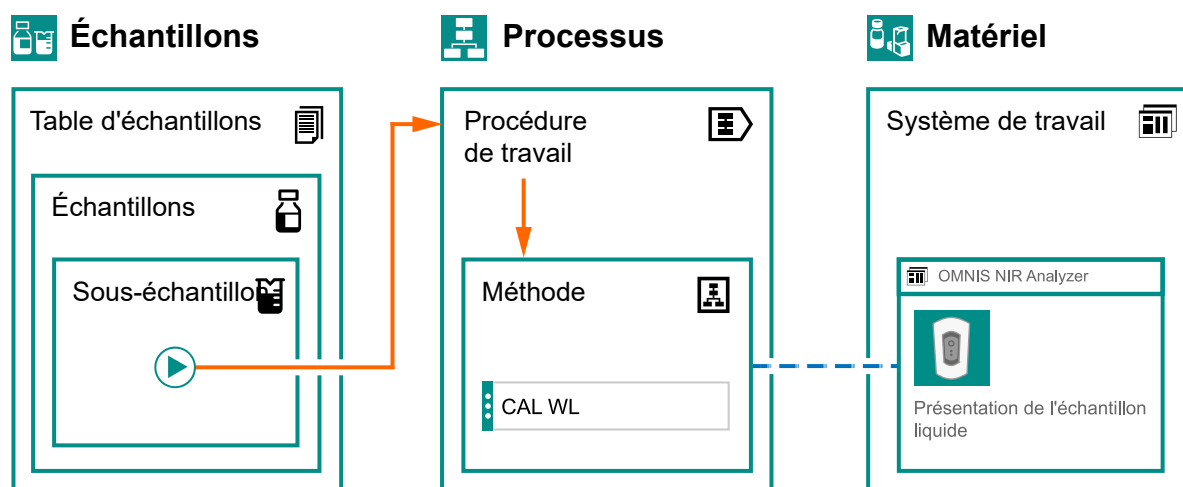 Échantillons
Table d'échantillons
Échantillons
Sous-échantillon
Processus
Procédure
de travail
Méthode
CAL WL
Matériel
Système de travail
OMNIS NIR Analyzer
Présentation de l'échantillon
liquide